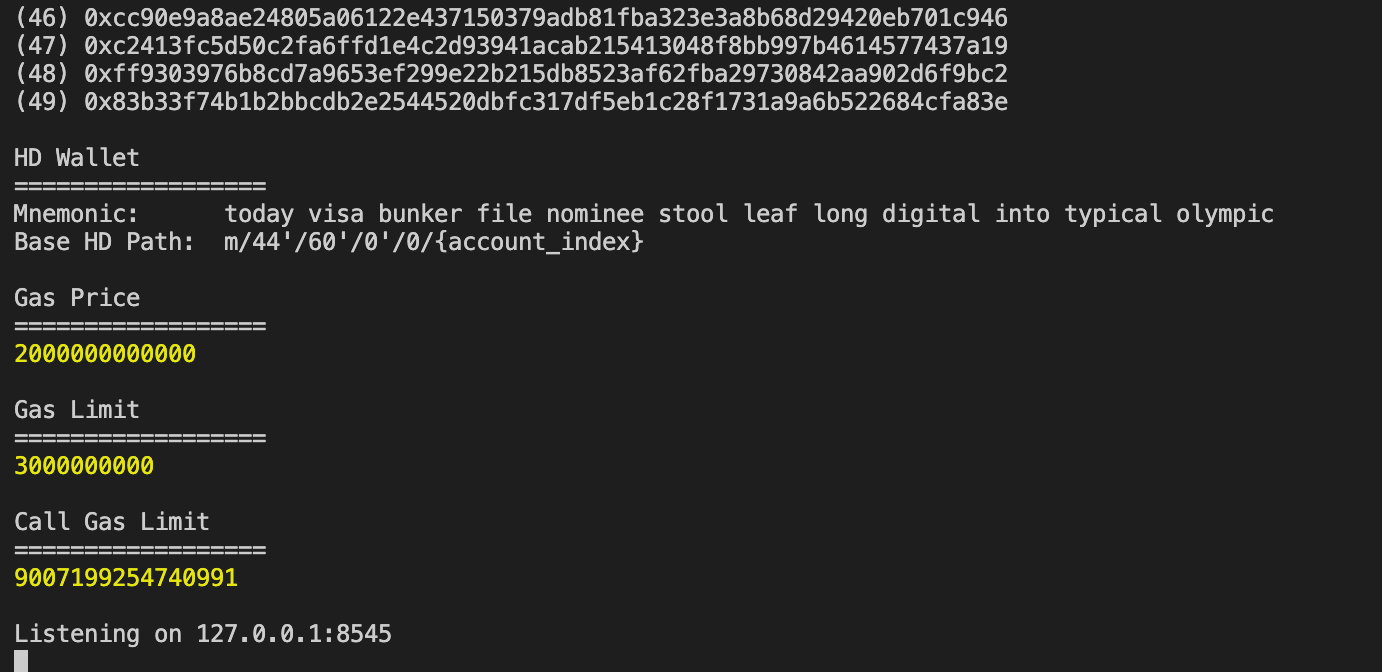 (46) 0xcc90e9a8ae24805a06122e437150379adb81fba323e3a8b68d29420eb701c946
(47) 0xc2413fc5d50c2fa6ffd1e4c2d93941acab215413048f8bb997b4614577437a19
(48) 0xff9303976b8cd7a9653ef299e22b215db8523af62fba29730842aa902d6f9bc2
(49) 0x83b33f74b1b2bbcdb2e2544520dbfc317df5eb1c28f1731a9a6b522684cfa83e
HD Wallet
==================
Mnemonic:      today visa bunker file nominee stool leaf long digital into typical olympic
Base HD Path:  m/44'/60'/0'/0/{account_index}
Gas Price
==================
2000000000000
Gas Limit
==================
3000000000
Call Gas Limit
==================
9007199254740991
Listening on 127.0.0.1:8545